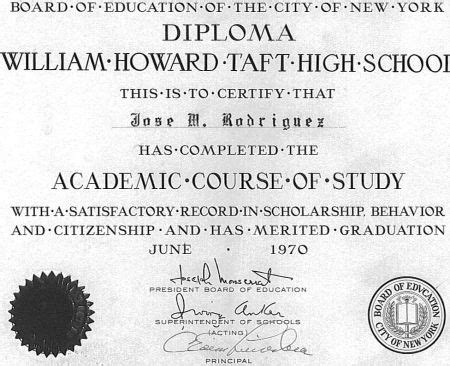 BOARD·OF·EDUCATION·OF·THE·CITY·OF·NEW·YORK
DIPLOMA
WILLIAM·HOWARD·TAFT·HIGH·SCHOOL
THIS·IS·TO·CERTIFY·THAT
Jose M. Rodriguez
HAS·COMPLETED·THE
ACADEMIC·COURSE·OF·STUDY
WITH·A·SATISFACTORY·RECORD·IN·SCHOLARSHIP, BEHAVIOR
AND·CITIZENSHIP·AND·HAS·MERITED·GRADUATION
JUNE · 1970
Joseph
PRESIDENT BOARD OF EDUCATION
Irving Anker
SUPERINTENDENT OF SCHOOLS
(ACTING)
PRINCIPAL
BOARD OF EDUCATION
CITY OF NEW YORK